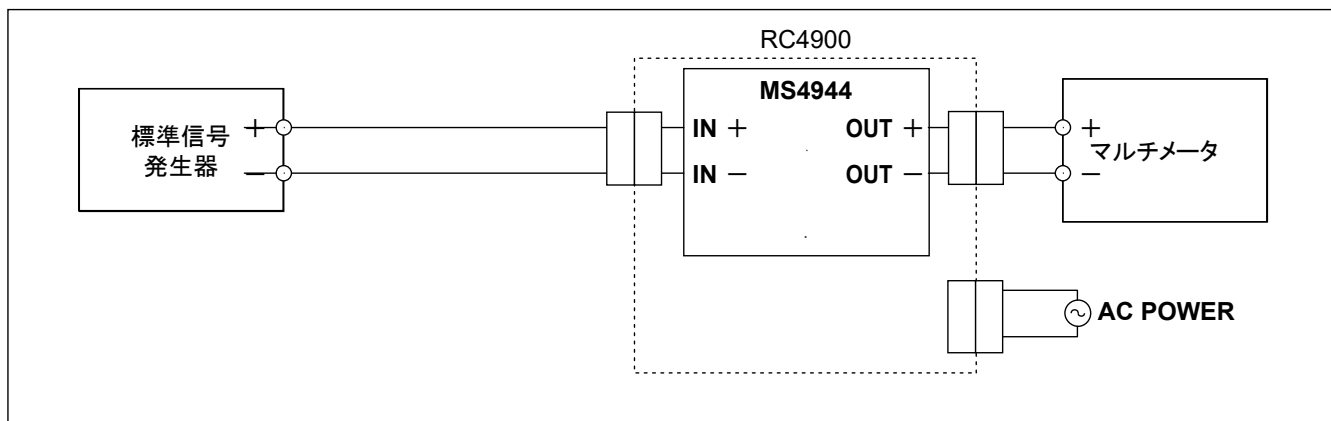 RC4900
MS4944
標準信号
発生器
+
−
IN +
IN −
OUT +
OUT −
+
−
マルチメータ
AC POWER